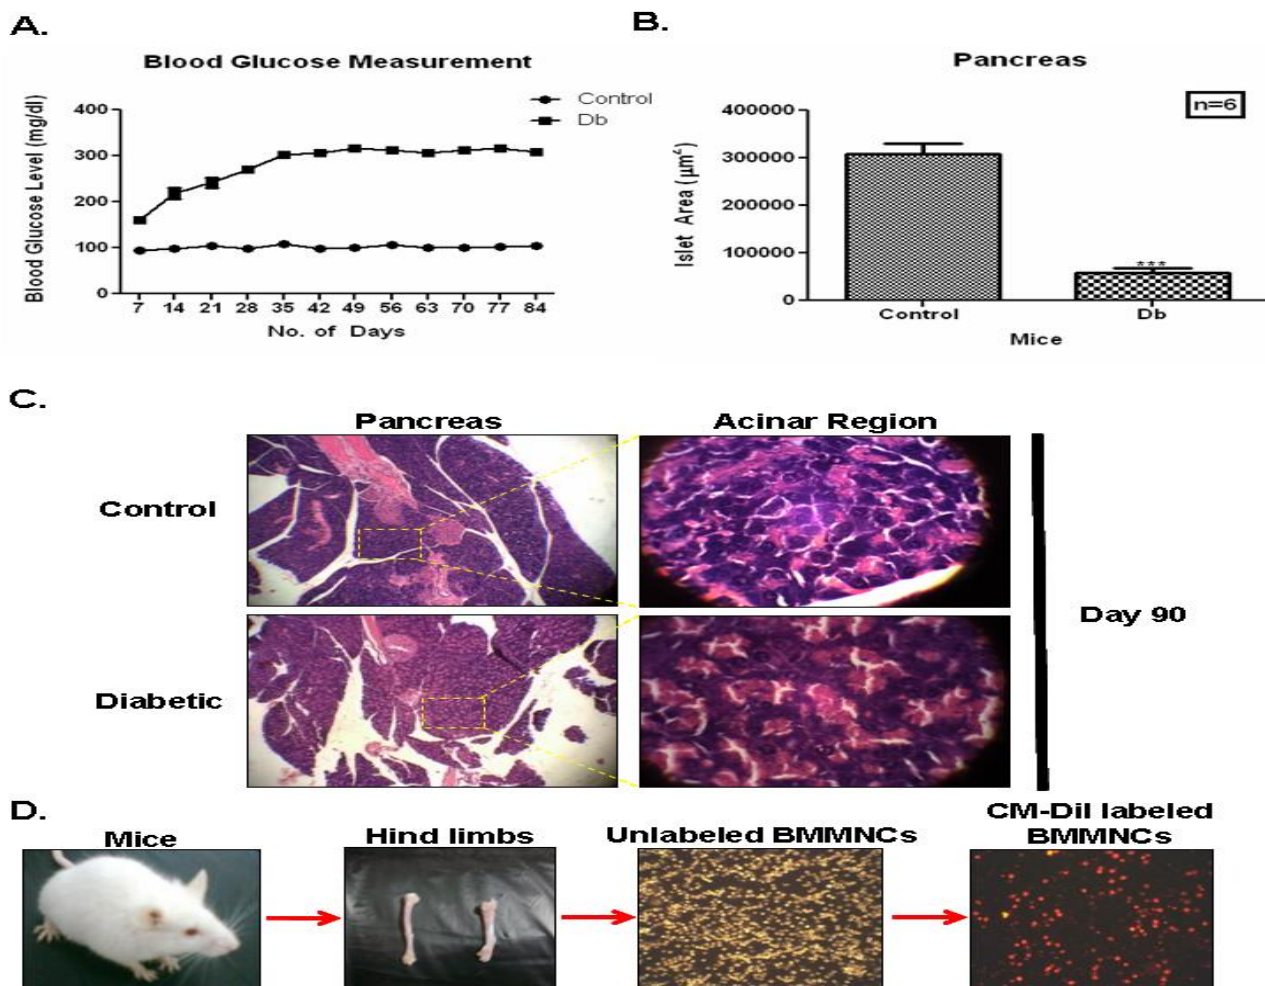 A.
Blood Glucose Measurement
Blood Glucose Level (mg/dl)
400
300
200
100
0
7 14 21 28 35 42 49 56 63 70 77 84
No. of Days
Control
Db
B.
Pancreas
n=6
Islet Area (µm²)
400000
300000
200000
100000
0
***
Control Db
Mice
C.
Pancreas Acinar Region
Control
Diabetic
Day 90
D.
Mice
Hind limbs
Unlabeled BMMNCs
CM-DiI labeled
BMMNCs